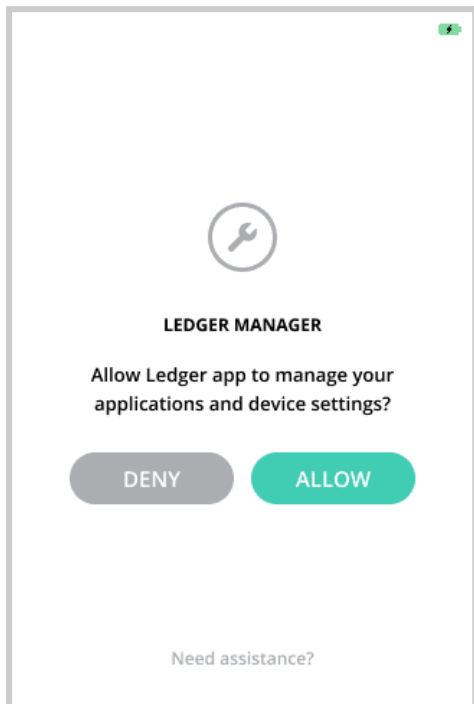 LEDGER MANAGER
Allow Ledger app to manage your
applications and device settings?
DENY
ALLOW
Need assistance?